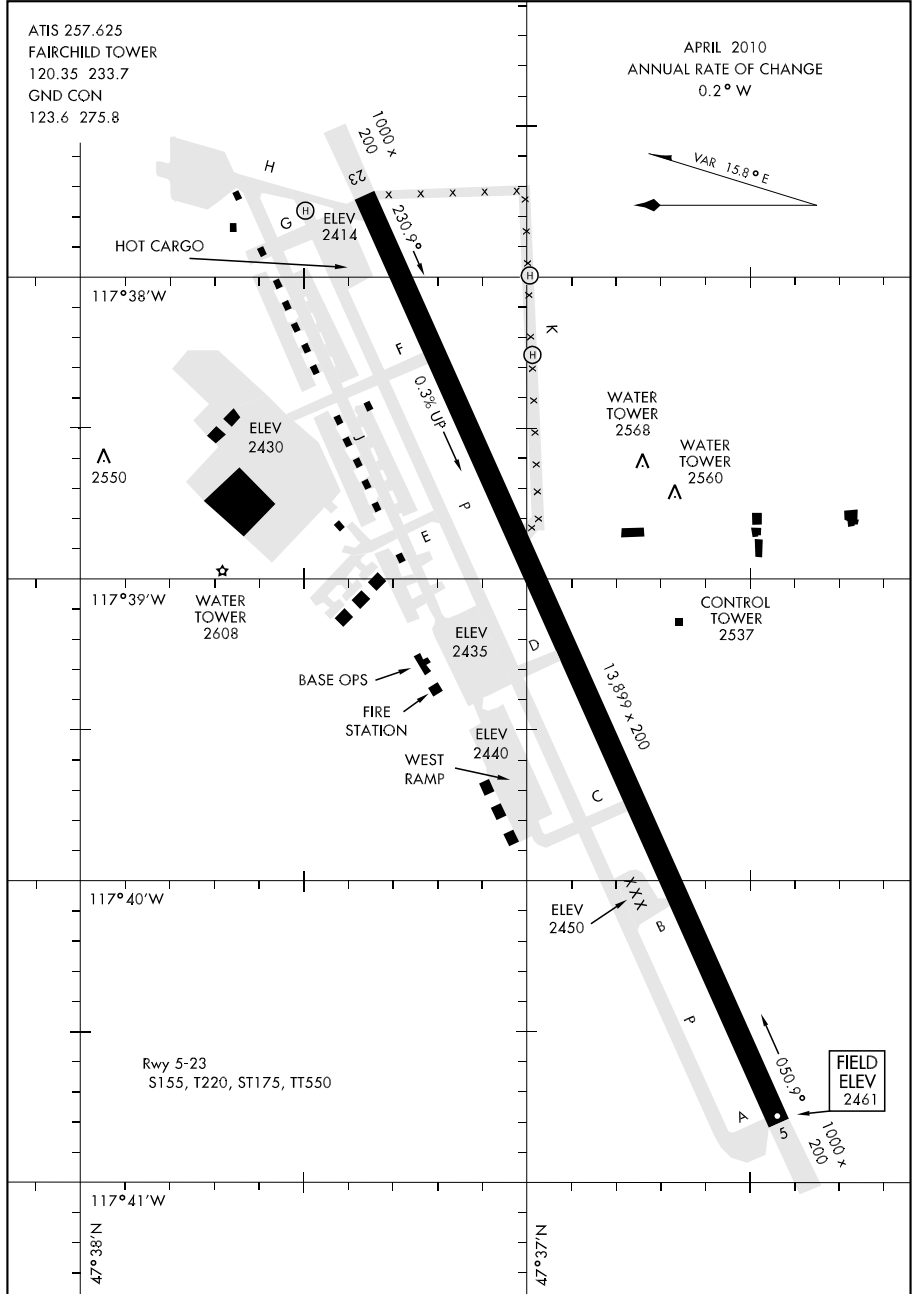 ATIS 257.625
FAIRCHILD TOWER
120.35 233.7
GND CON
123.6 275.8
APRIL 2010
ANNUAL RATE OF CHANGE
0.2° W
VAR 15.8° E
1000 x
200
23
H
G
H
ELEV
2414
230.9°
HOT CARGO
H
117°38'W
K
H
F
0.3% UP
WATER
TOWER
2568
WATER
TOWER
2560
ELEV
2430
J
2550
P
E
117°39'W
WATER
TOWER
2608
CONTROL
TOWER
2537
ELEV
2435
D
BASE OPS
13,899 x 200
FIRE
STATION
ELEV
2440
WEST
RAMP
C
117°40'W
ELEV
2450
B
P
Rwy 5-23
S155, T220, ST175, TT550
050.9°
FIELD
ELEV
2461
A
5
1000 x
200
117°41'W
47°38'N
47°37'N